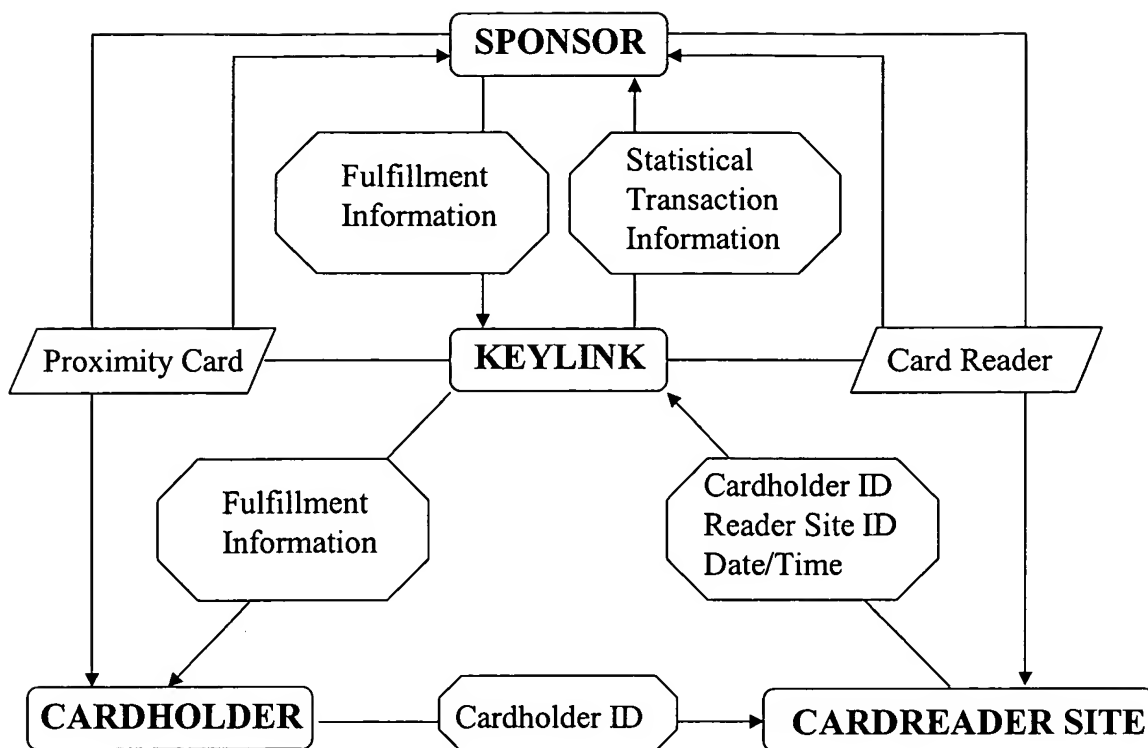 SPONSOR
Fulfillment
Information
Statistical
Transaction
Information
Proximity Card
KEYLINK
Card Reader
Fulfillment
Information
Cardholder ID
Reader Site ID
Date/Time
CARDHOLDER
Cardholder ID
CARDREADER SITE